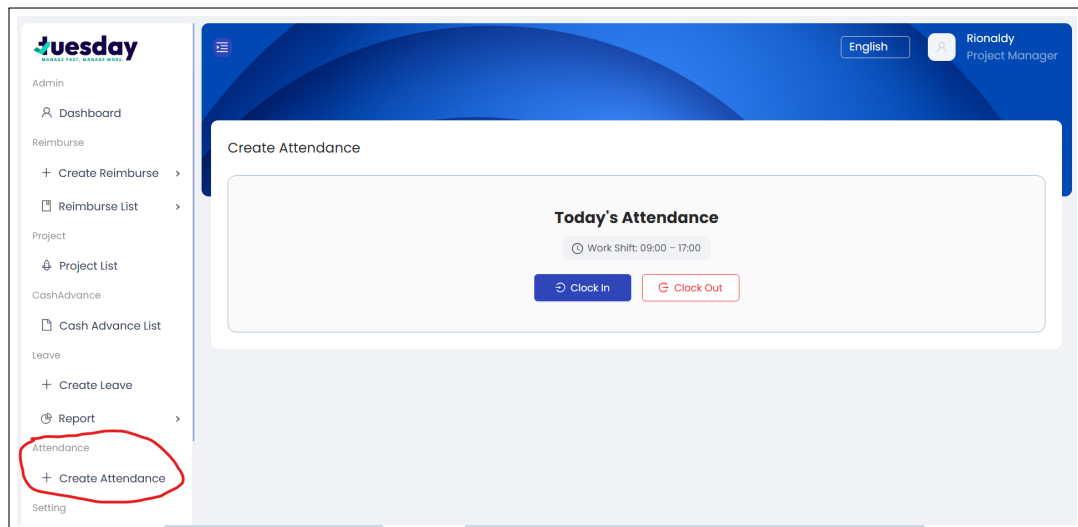 tuesday
MANAGE FAST. MANAGE MORE.
Admin
Dashboard
Reimburse
+ Create Reimburse >
Reimburse List >
Project
Project List
CashAdvance
Cash Advance List
Leave
+ Create Leave
Report >
Attendance
+ Create Attendance
Setting
English
Rionaldy
Project Manager
Create Attendance
Today's Attendance
Work Shift: 09:00 – 17:00
Clock In
Clock Out